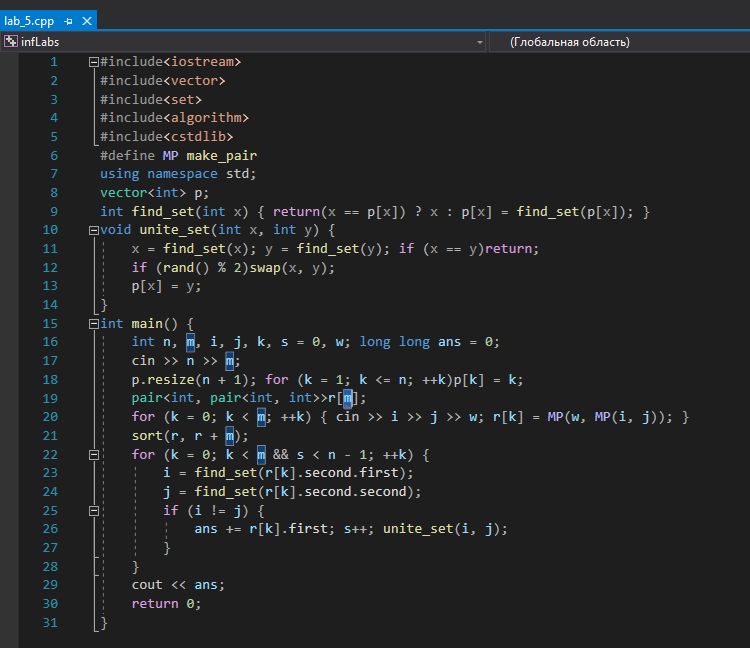 lab_5.cpp
infLabs (Глобальная область)
1 #include<iostream>
2 #include<vector>
3 #include<set>
4 #include<algorithm>
5 #include<cstdlib>
6 #define MP make_pair
7 using namespace std;
8 vector<int> p;
9 int find_set(int x) { return(x == p[x]) ? x : p[x] = find_set(p[x]); }
10 void unite_set(int x, int y) {
11 x = find_set(x); y = find_set(y); if (x == y)return;
12 if (rand() % 2)swap(x, y);
13 p[x] = y;
14 }
15 int main() {
16 int n, m, i, j, k, s = 0, w; long long ans = 0;
17 cin >> n >> m;
18 p.resize(n + 1); for (k = 1; k <= n; ++k)p[k] = k;
19 pair<int, pair<int, int>>r[m];
20 for (k = 0; k < m; ++k) { cin >> i >> j >> w; r[k] = MP(w, MP(i, j)); }
21 sort(r, r + m);
22 for (k = 0; k < m && s < n - 1; ++k) {
23 i = find_set(r[k].second.first);
24 j = find_set(r[k].second.second);
25 if (i != j) {
26 ans += r[k].first; s++; unite_set(i, j);
27 }
28 }
29 cout << ans;
30 return 0;
31 }